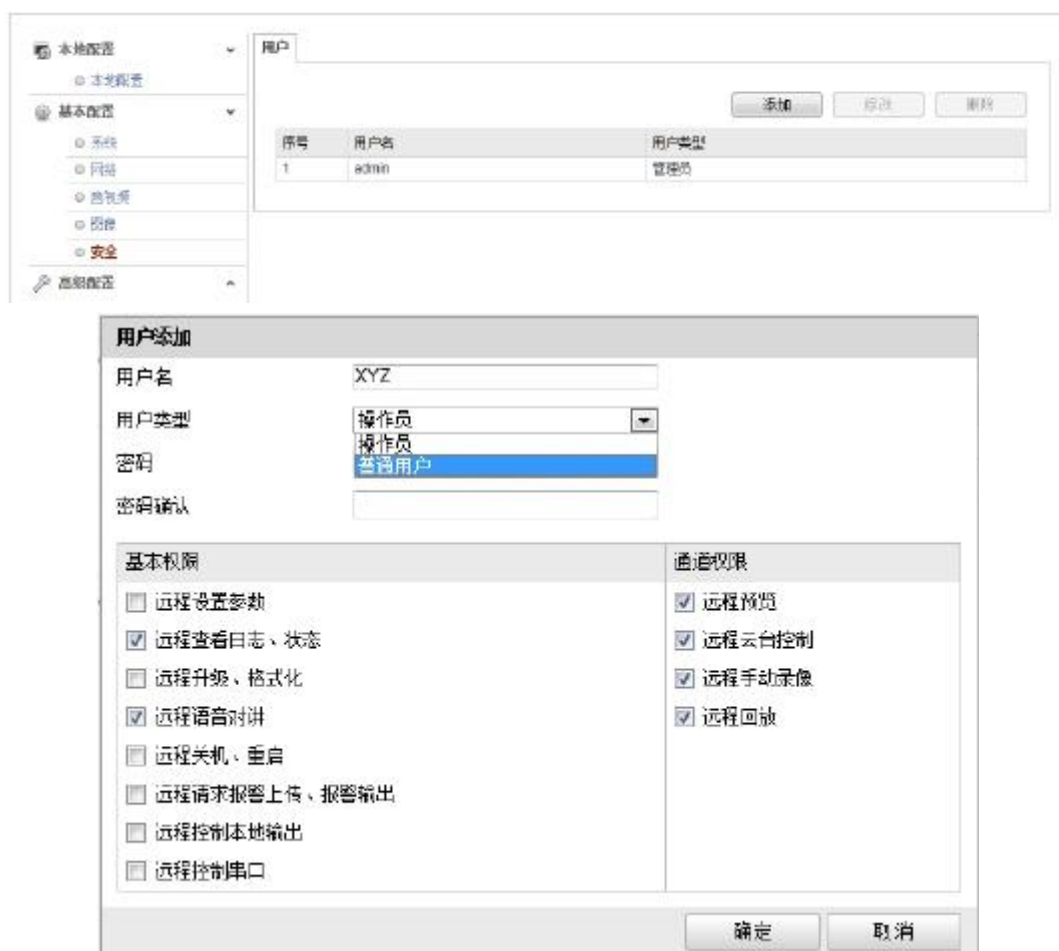 本地配置
本地配置
基本配置
系统
网络
音视频
图像
安全
高级配置
用户
添加 修改 删除
序号 用户名 用户类型
1 admin 管理员
用户添加
用户名 XYZ
用户类型 操作员
操作员
密码 普通用户
密码确认
基本权限 通道权限
远程设置参数 远程预览
远程查看日志、状态 远程云台控制
远程升级、格式化 远程手动录像
远程语音对讲 远程回放
远程关机、重启
远程请求报警上传、报警输出
远程控制本地输出
远程控制串口
确定 取消